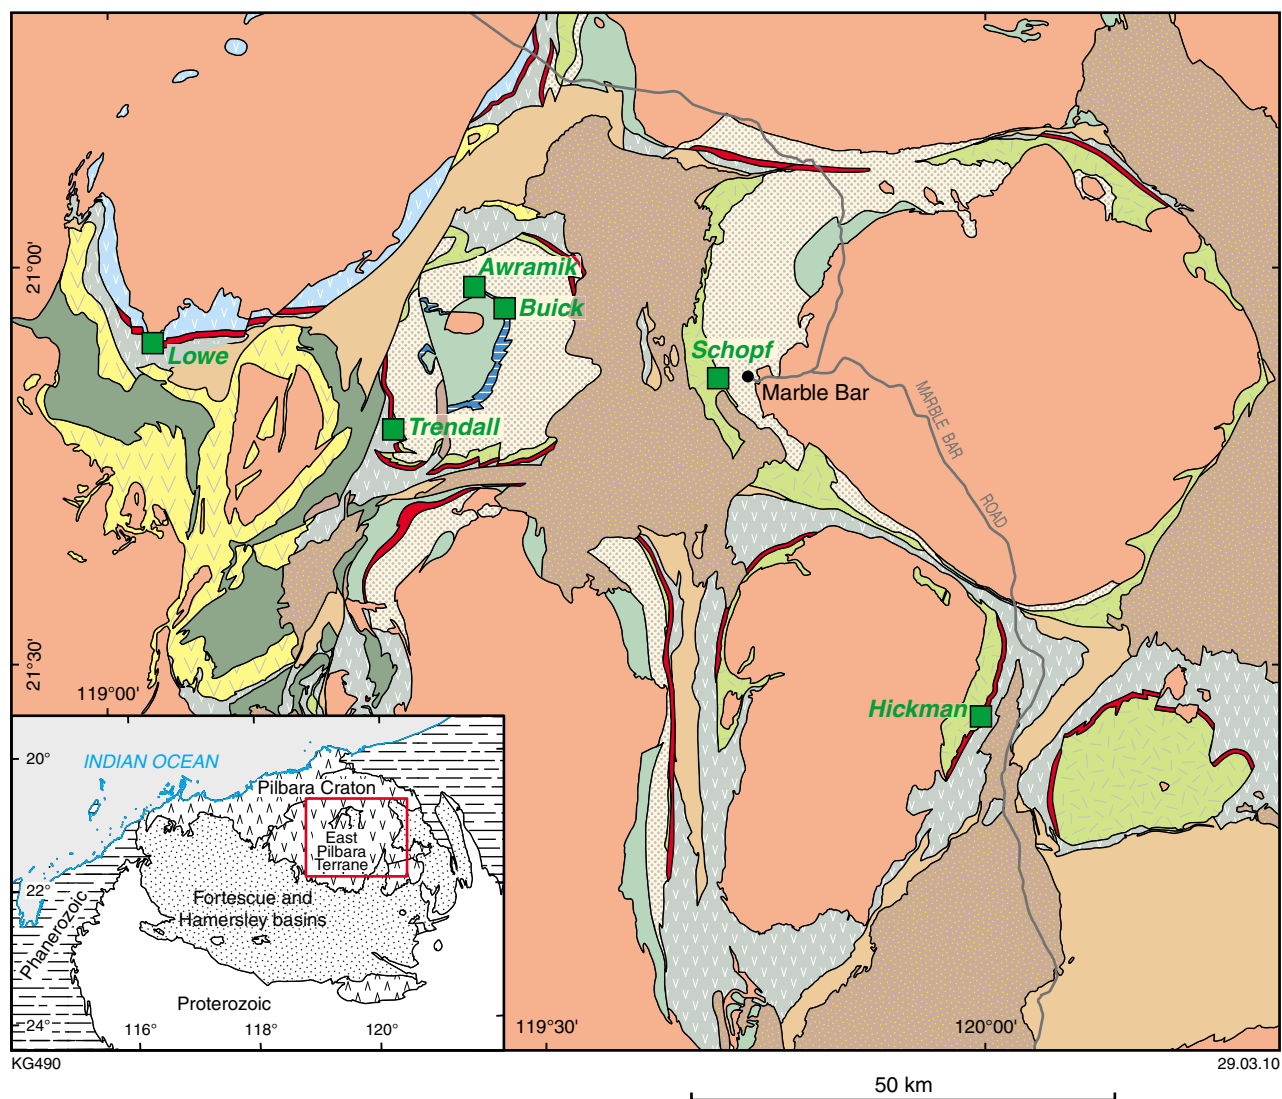 Awramik
Buick
Lowe
Schopf
Marble Bar
Trendall
MARBLE BAR
ROAD
Hickman
21°00'
21°30'
119°00'
119°30'
120°00'
INDIAN OCEAN
Pilbara Craton
East
Pilbara
Terrane
Fortescue and
Hamersley basins
Phanerozoic
Proterozoic
20°
22°
24°
116°
118°
120°
KG490
29.03.10
50 km